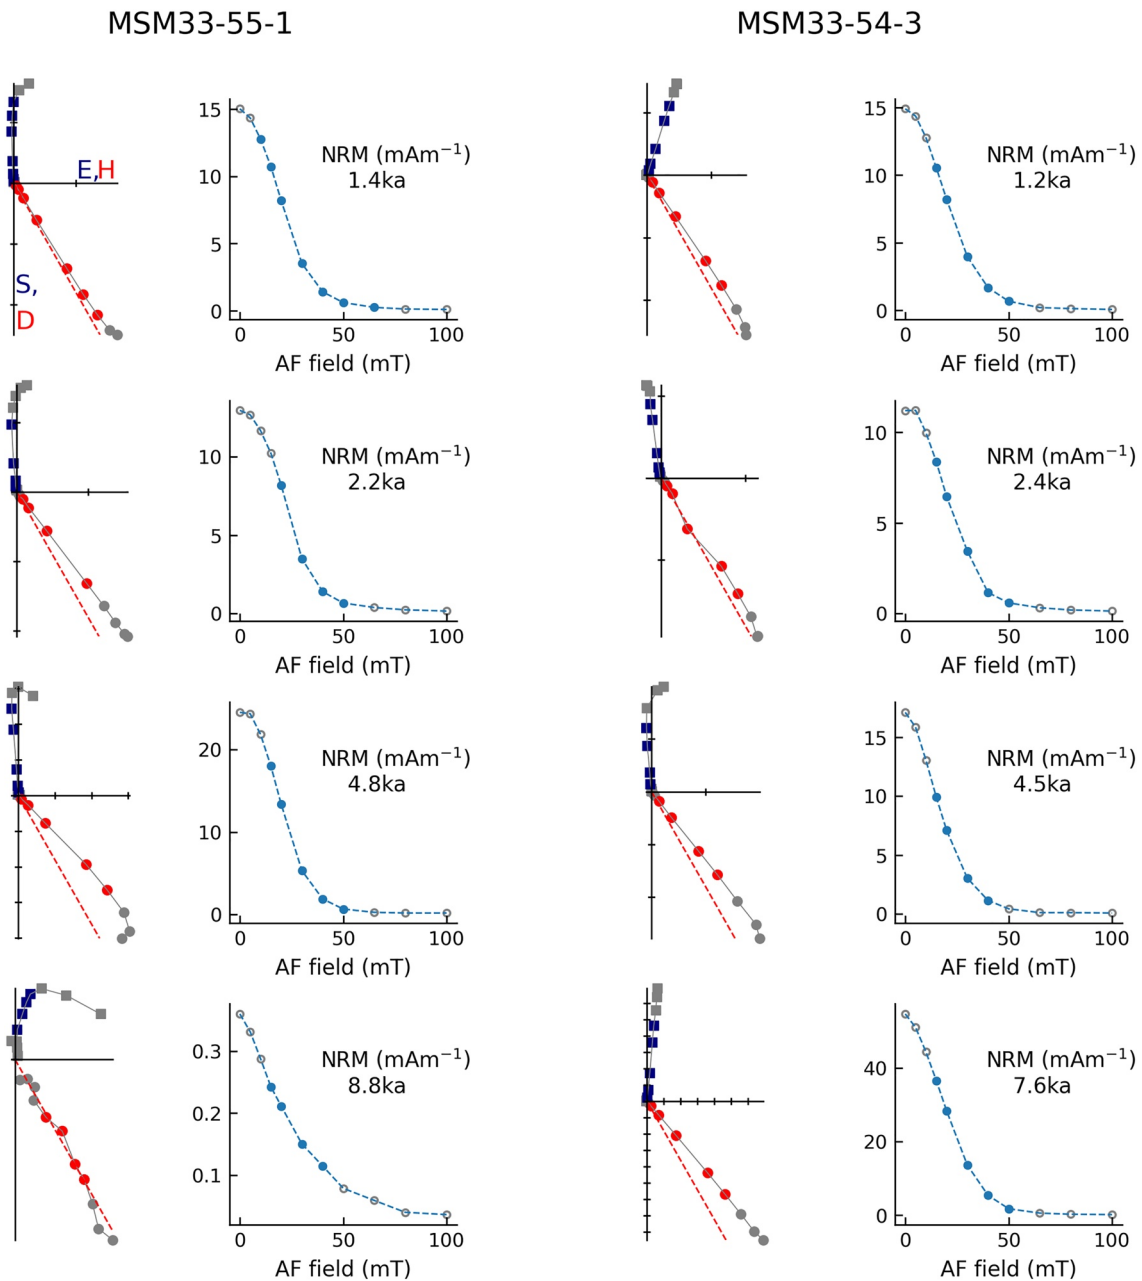 MSM33-55-1
MSM33-54-3
E,H
S,
D
15
10
5
0
NRM (mAm⁻¹)
1.4ka
0
50
100
AF field (mT)
15
10
5
0
NRM (mAm⁻¹)
1.2ka
0
50
100
AF field (mT)
10
5
0
NRM (mAm⁻¹)
2.2ka
0
50
100
AF field (mT)
10
5
0
NRM (mAm⁻¹)
2.4ka
0
50
100
AF field (mT)
20
10
0
NRM (mAm⁻¹)
4.8ka
0
50
100
AF field (mT)
15
10
5
0
NRM (mAm⁻¹)
4.5ka
0
50
100
AF field (mT)
0.3
0.2
0.1
NRM (mAm⁻¹)
8.8ka
0
50
100
AF field (mT)
40
20
0
NRM (mAm⁻¹)
7.6ka
0
50
100
AF field (mT)